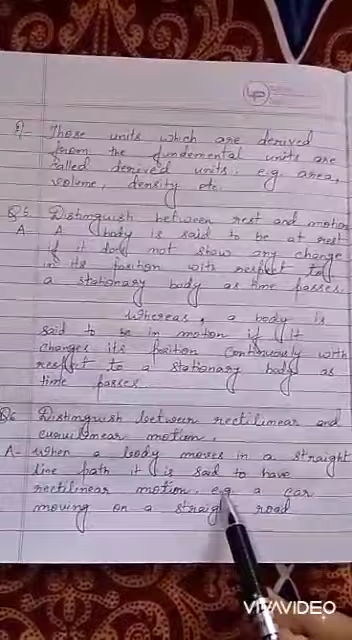 Those units which are derived
from the fundemental units are
called derived units. e.g. area,
volume, density etc.
Q5 Distinguish between rest and motion
A- A body is said to be at rest
if it does not show any change
in its position with respect to
a stationary body as time passes.
Whereas, a body is
said to be in motion if it
changes its position continuously with
respect to a stationary body as
time passes.
Q6 Distinguish between rectilinear and
motion.
A- When a body moves in a straight
line path it is said to have
rectilinear motion. e.g. a car
moving on a straight road
VIVAVIDEO